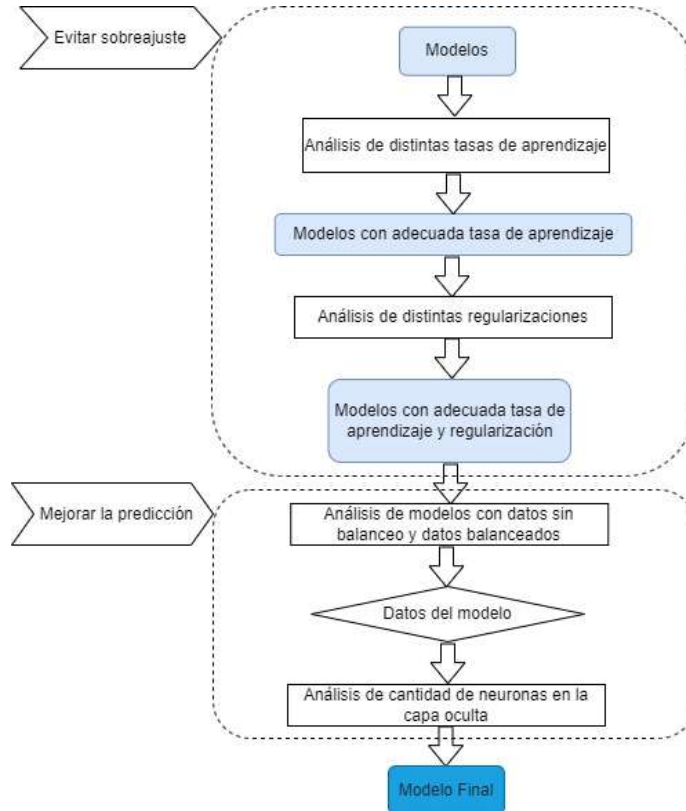 Evitar sobreajuste
Modelos
Análisis de distintas tasas de aprendizaje
Modelos con adecuada tasa de aprendizaje
Análisis de distintas regularizaciones
Modelos con adecuada tasa de
aprendizaje y regularización
Mejorar la predicción
Análisis de modelos con datos sin
balanceo y datos balanceados
Datos del modelo
Análisis de cantidad de neuronas en la
capa oculta
Modelo Final